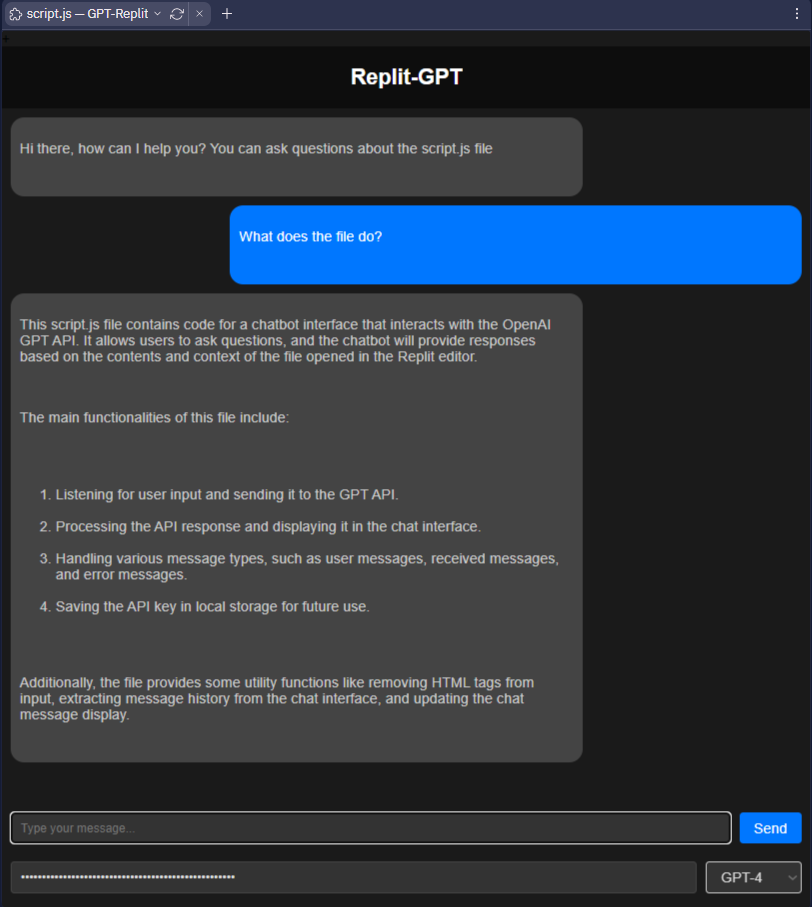 script.js — GPT-Replit
Replit-GPT
Hi there, how can I help you? You can ask questions about the script.js file
What does the file do?
This script.js file contains code for a chatbot interface that interacts with the OpenAI
GPT API. It allows users to ask questions, and the chatbot will provide responses
based on the contents and context of the file opened in the Replit editor.
The main functionalities of this file include:
1. Listening for user input and sending it to the GPT API.
2. Processing the API response and displaying it in the chat interface.
3. Handling various message types, such as user messages, received messages,
and error messages.
4. Saving the API key in local storage for future use.
Additionally, the file provides some utility functions like removing HTML tags from
input, extracting message history from the chat interface, and updating the chat
message display.
Type your message...
Send
GPT-4